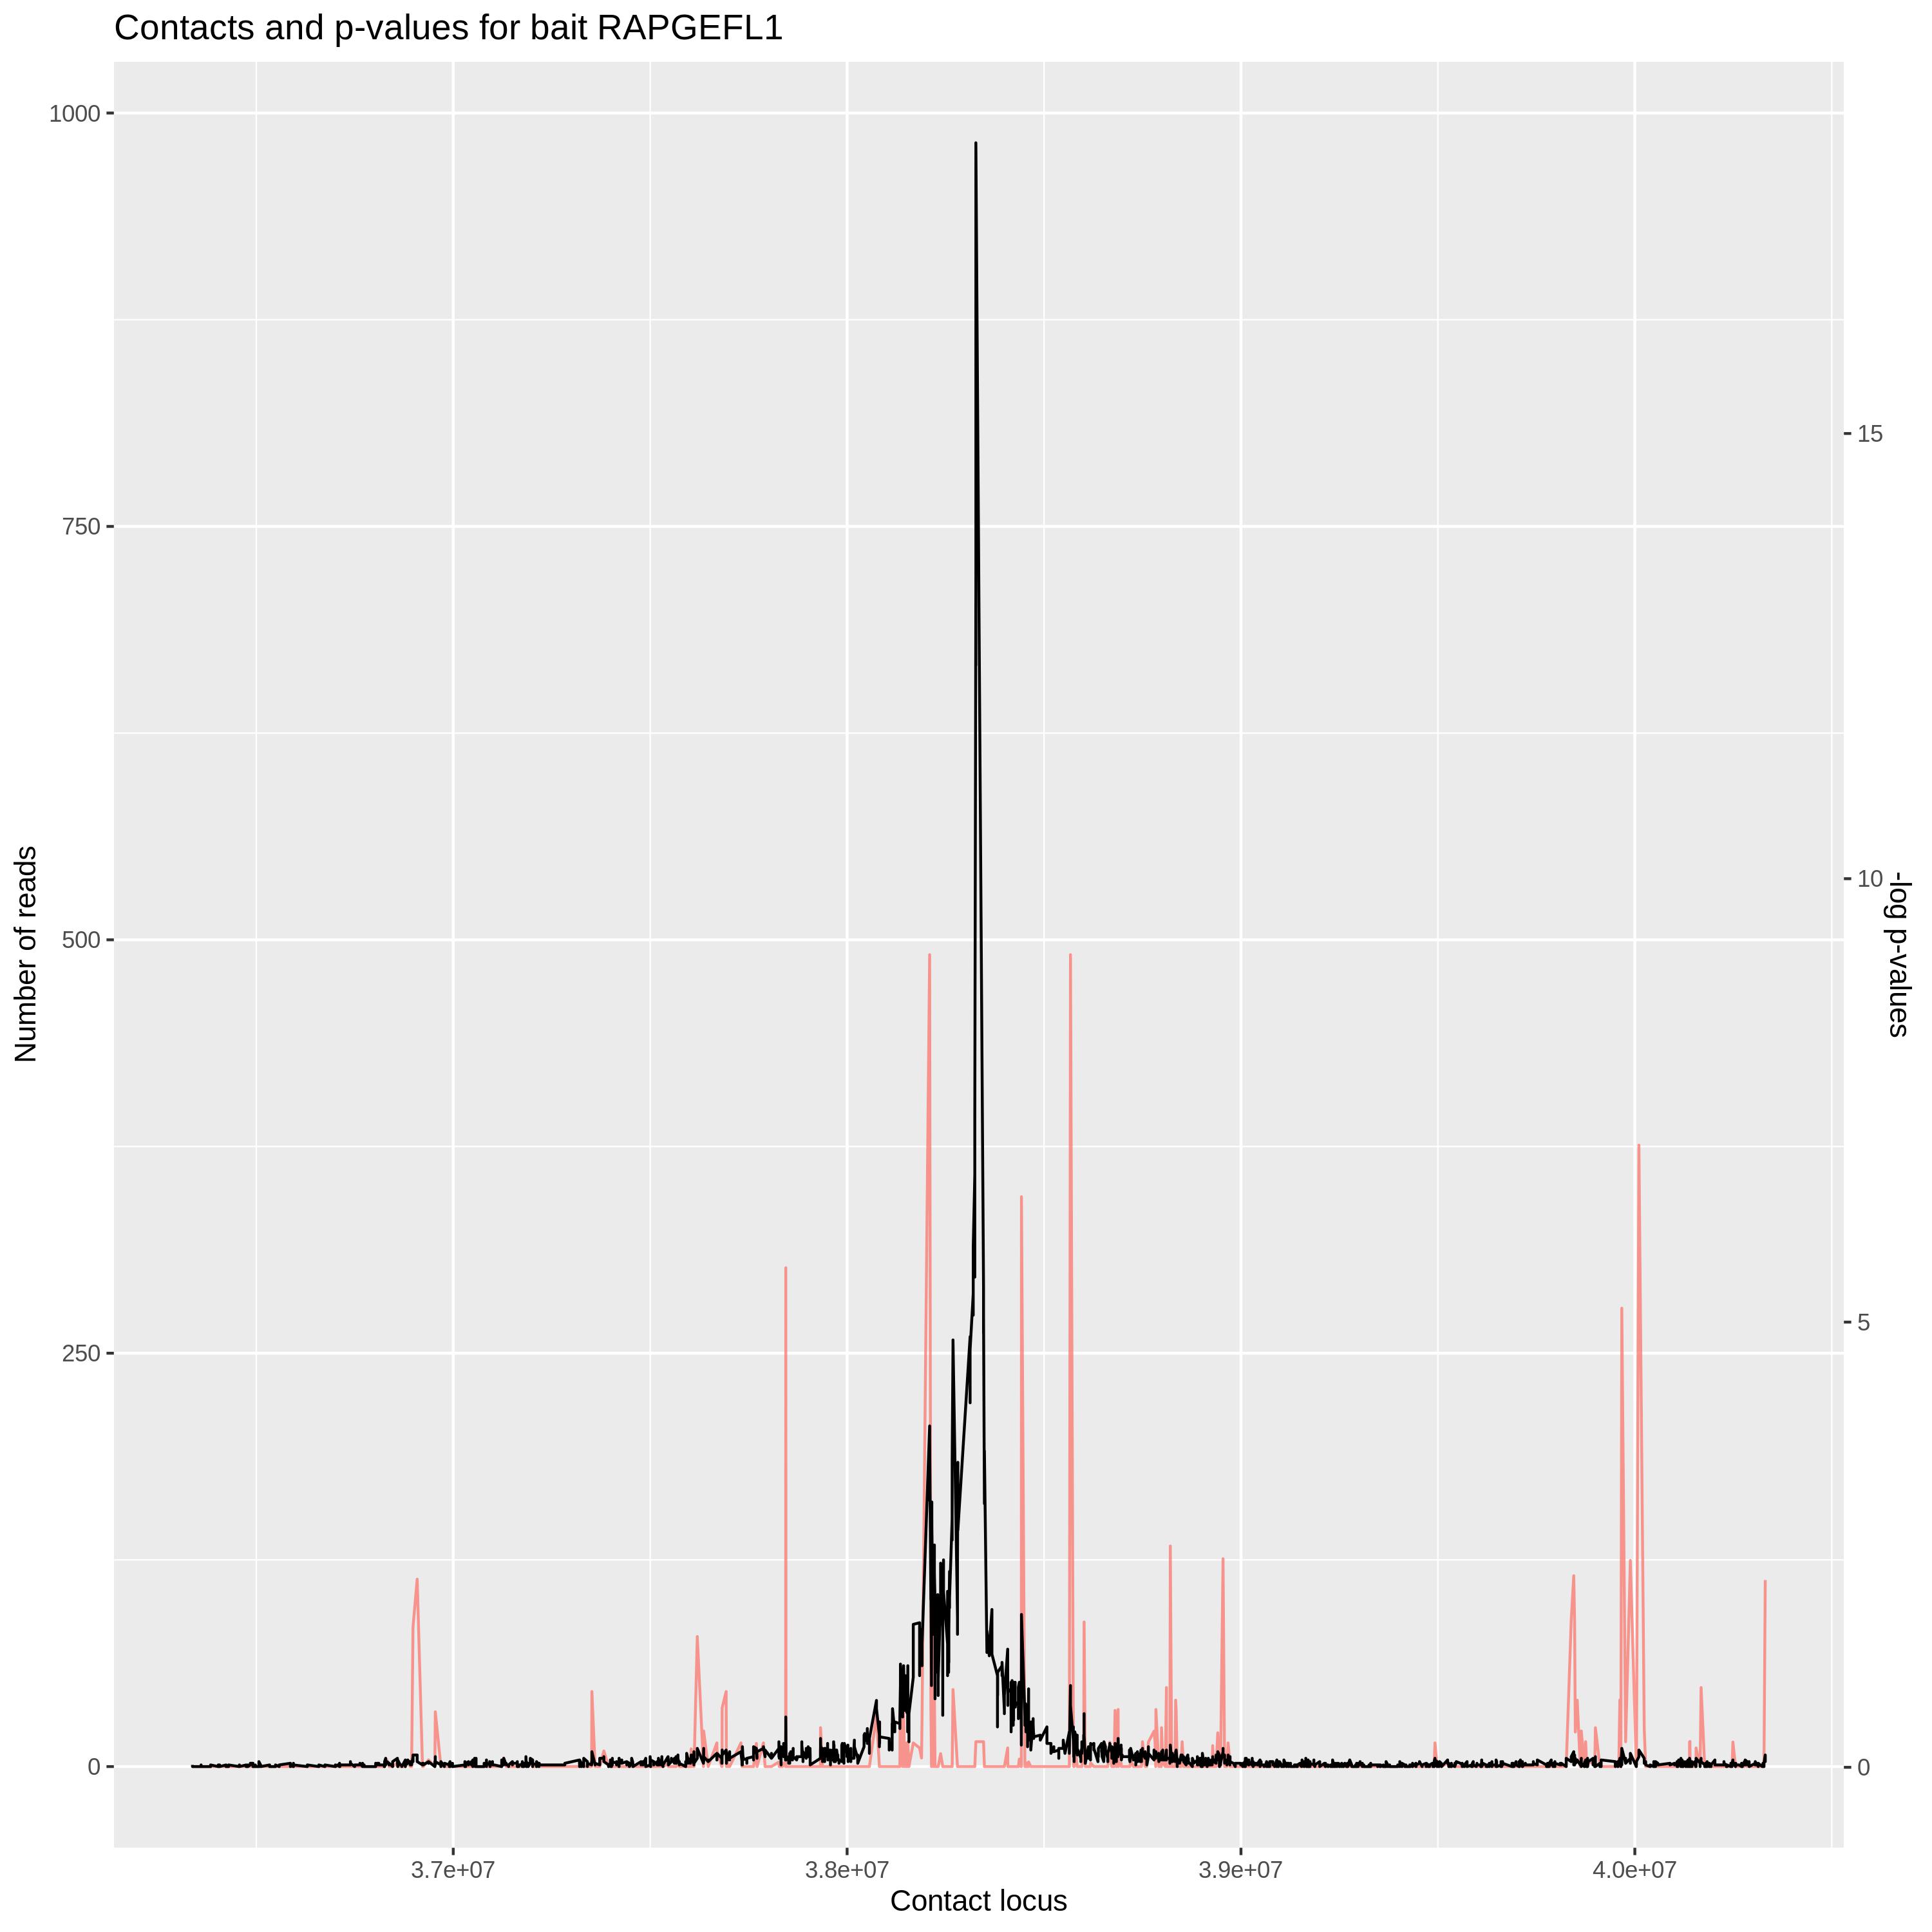 Contacts and p-values for bait RAPGEFL1
1000
750
500
250
0
Number of reads
15
10
5
0
-log p-values
3.7e+07
3.8e+07
3.9e+07
4.0e+07
Contact locus